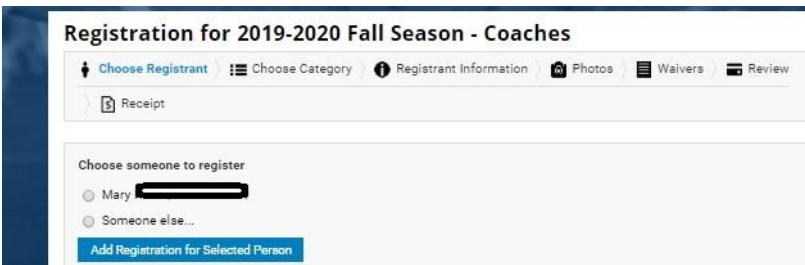 Registration for 2019-2020 Fall Season - Coaches
Choose Registrant Choose Category Registrant Information Photos Waivers Review
Receipt
Choose someone to register
Mary
Someone else...
Add Registration for Selected Person